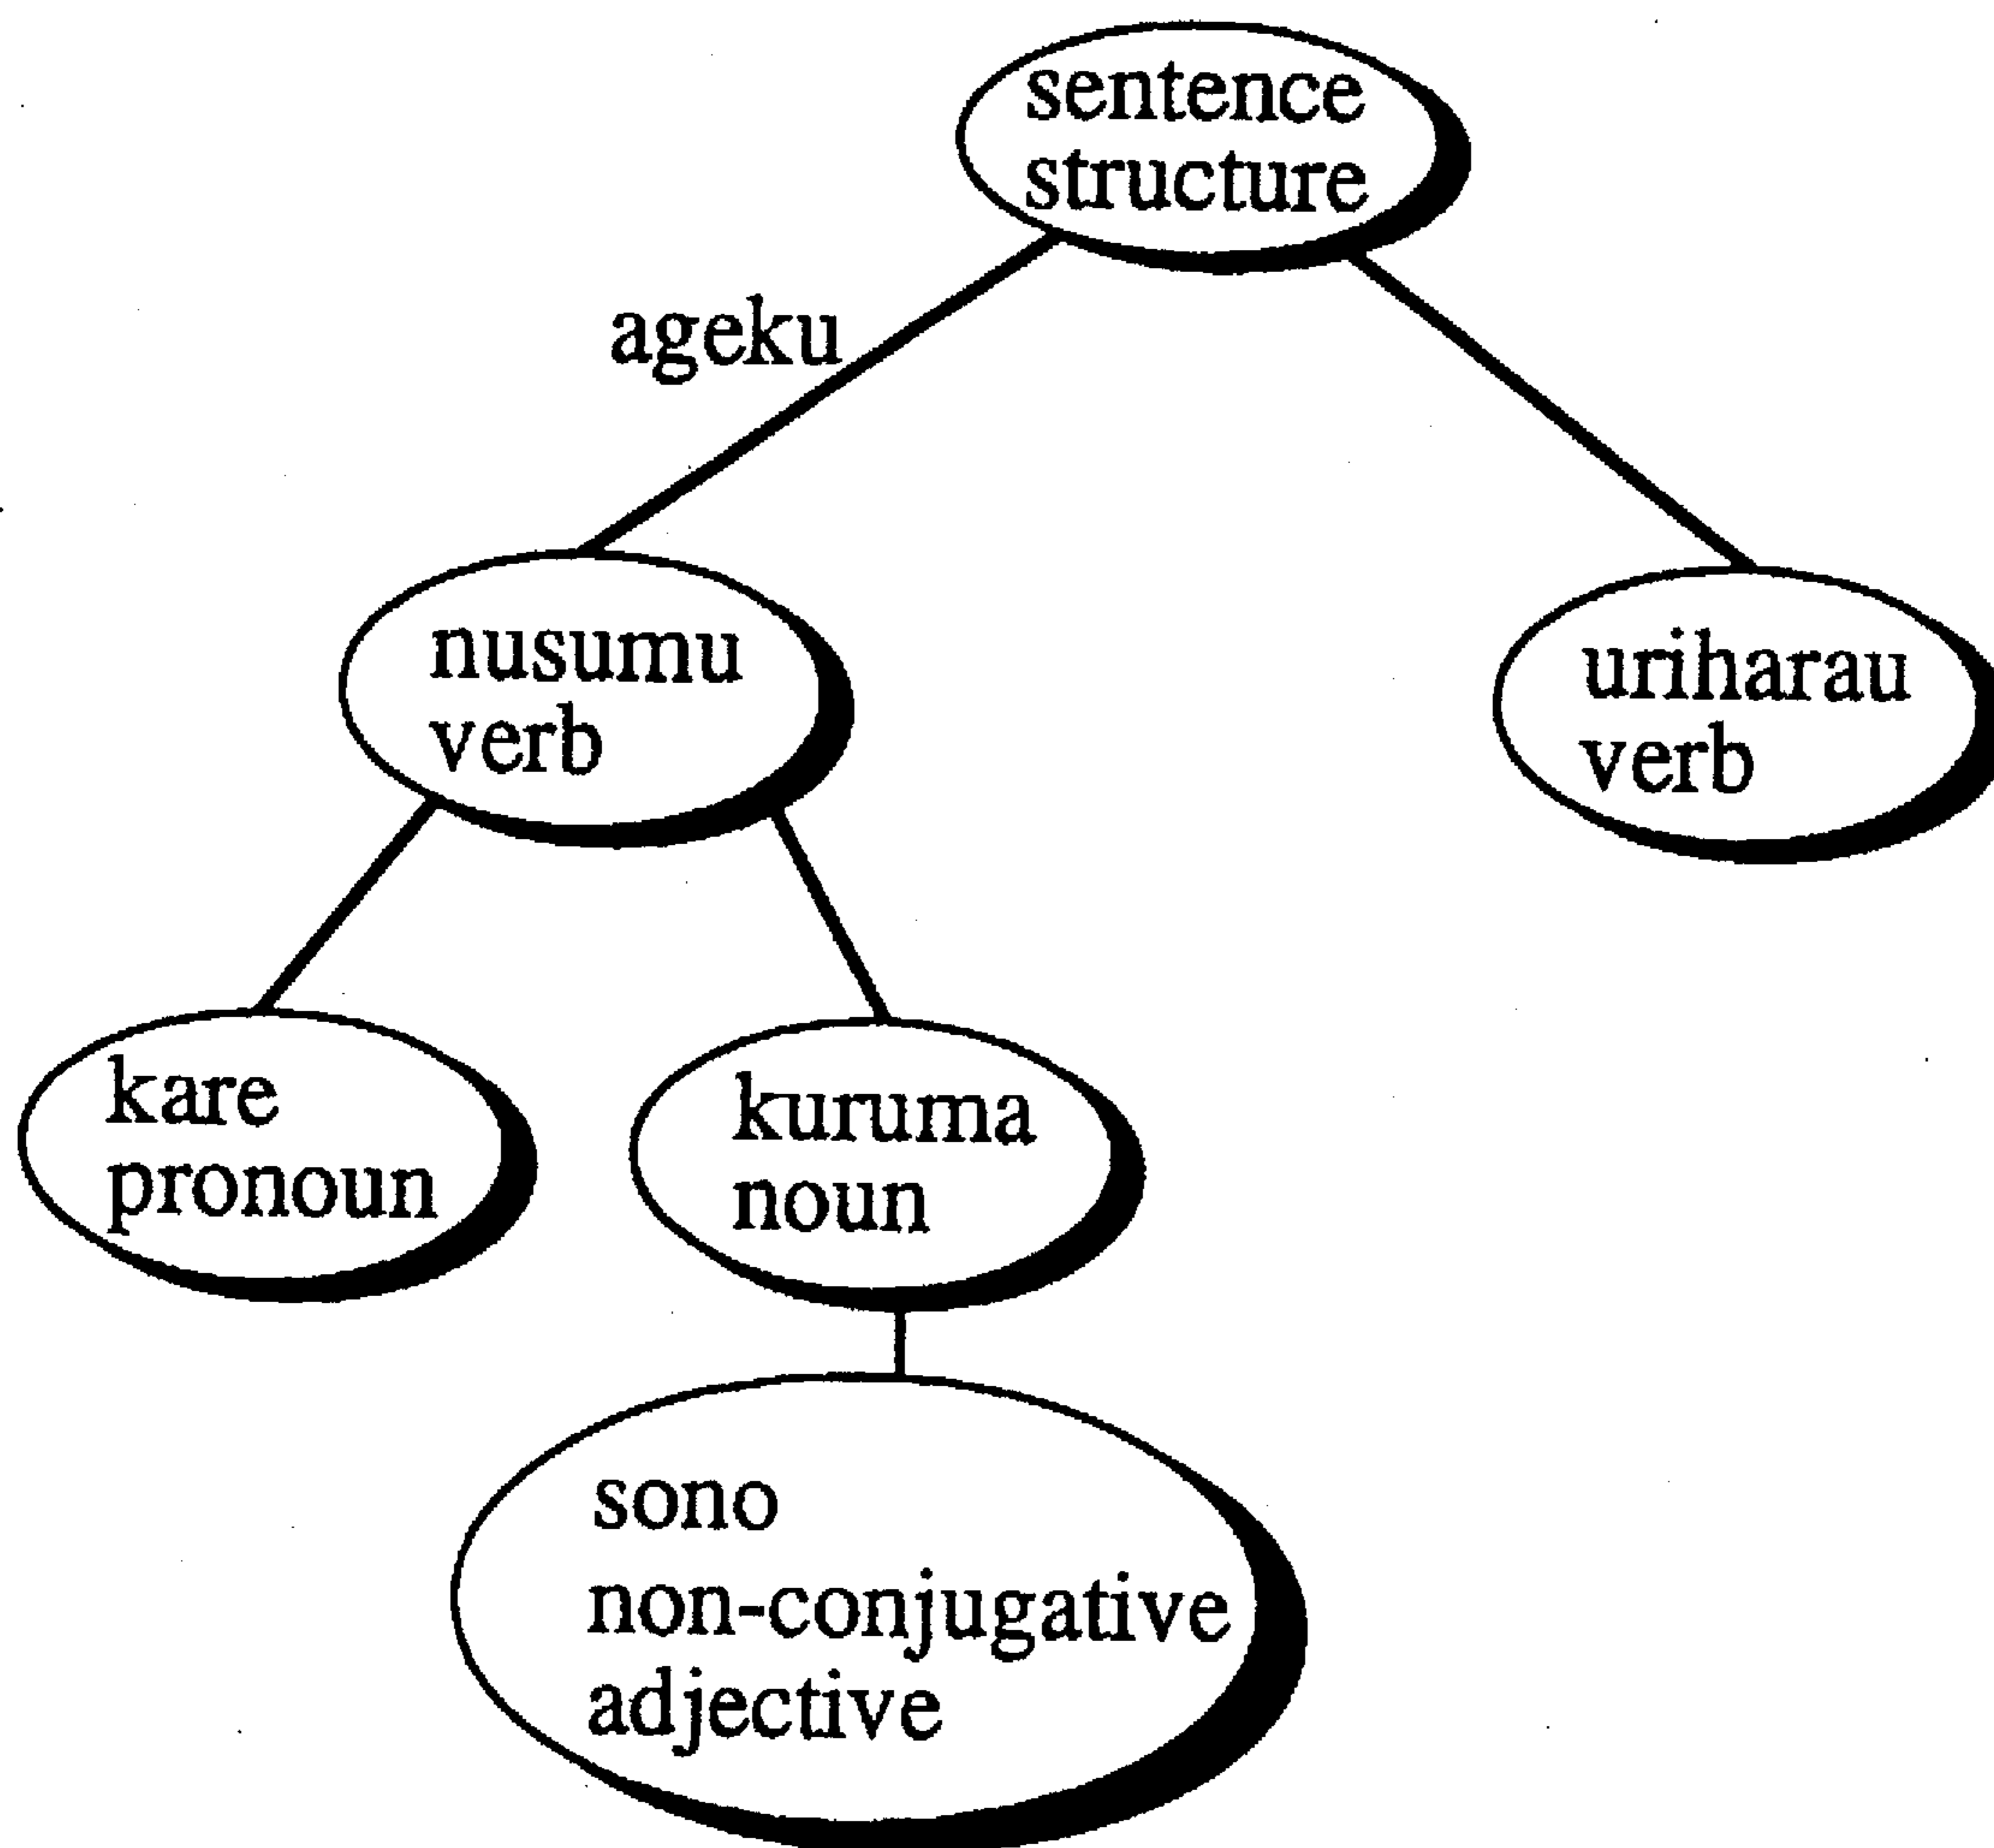 sentence
structure
ageku
nusumu
verb
uriharau
verb
kare
pronoun
kuruma
noun
sono
non-conjugative
adjective